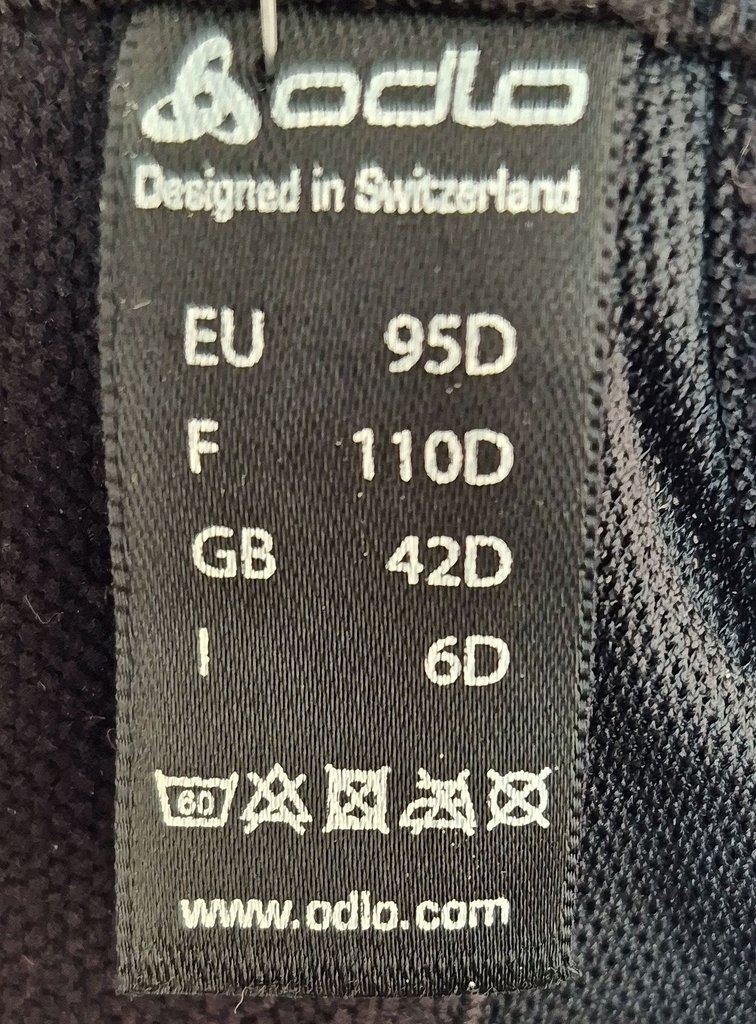 odlo
Designed in Switzerland
EU 95D
F 110D
GB 42D
I 6D
60
www.odlo.com